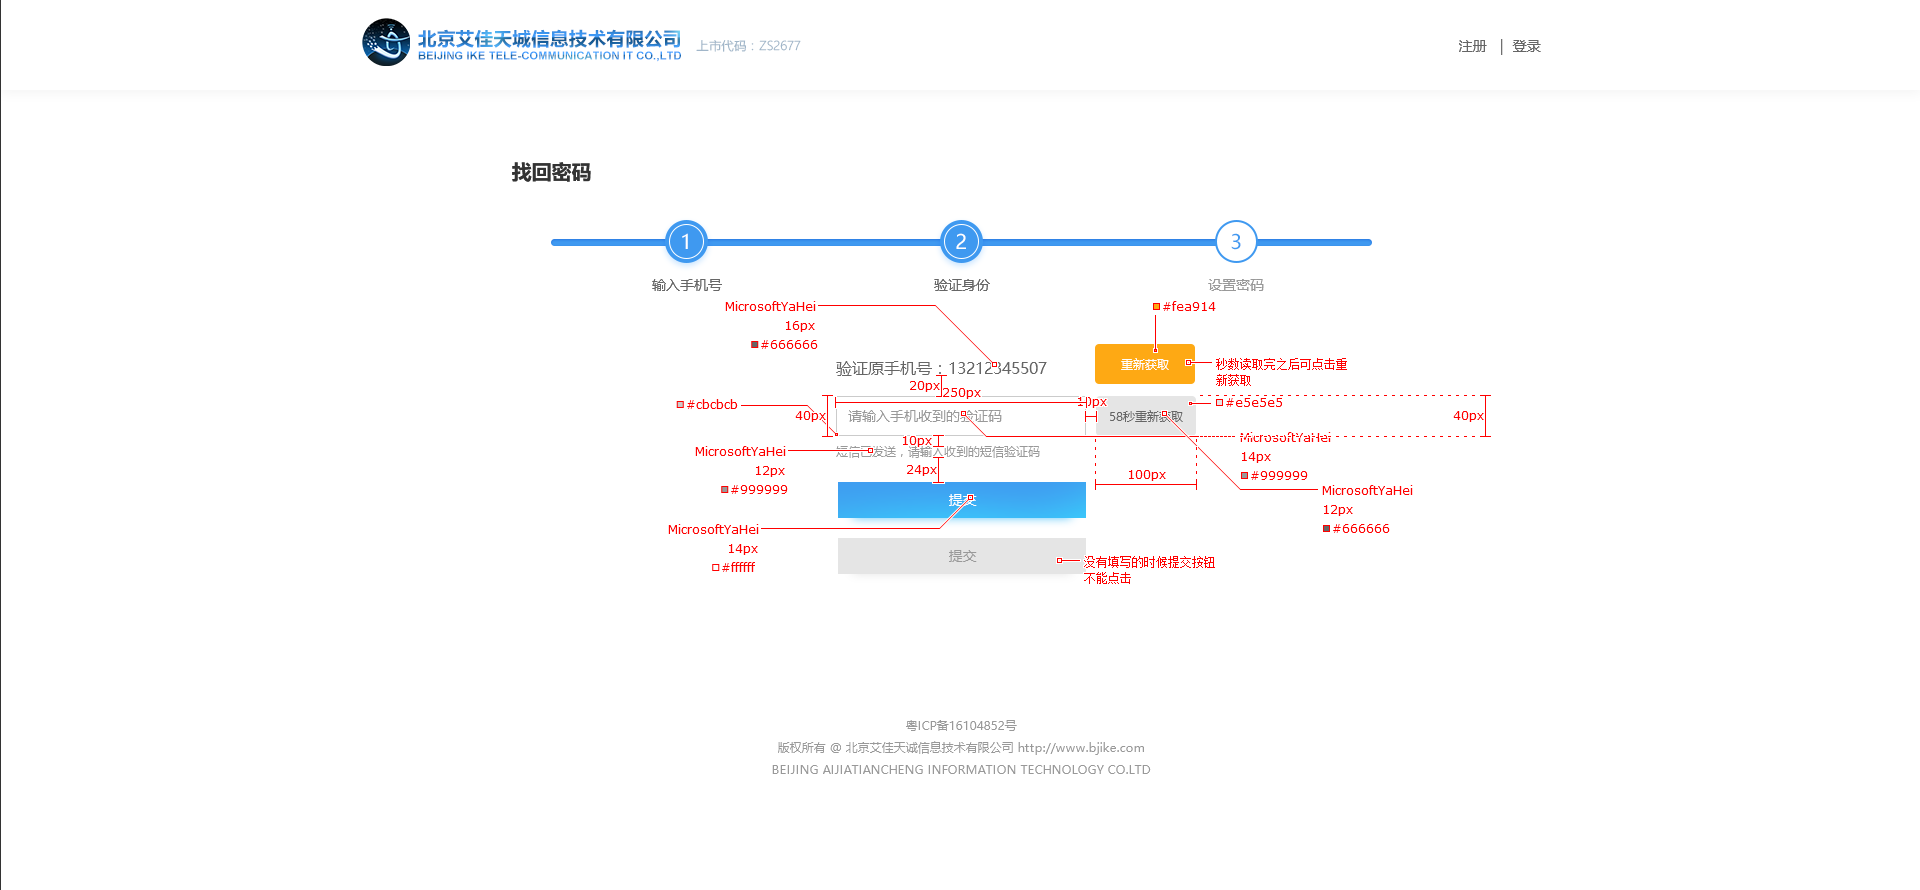 北京艾佳天诚信息技术有限公司
BEIJING IKE TELE-COMMUNICATION IT CO.,LTD
上市代码：ZS2677
注册 | 登录
找回密码
1
2
3
输入手机号
验证身份
设置密码
MicrosoftYaHei
16px
#666666
#fea914
验证原手机号：13212345507
重新获取
秒数读取完之后可点击重
新获取
20px
250px
#cbcbcb
40px
请输入手机收到的验证码
10px
58秒重新获取
#e5e5e5
40px
10px
短信已发送，请输入收到的短信验证码
MicrosoftYaHei
12px
#999999
24px
MicrosoftYaHei
14px
#999999
100px
MicrosoftYaHei
12px
#666666
提交
MicrosoftYaHei
14px
#ffffff
提交
没有填写的时候提交按钮
不能点击
粤ICP备16104852号
版权所有 @ 北京艾佳天诚信息技术有限公司 http://www.bjike.com
BEIJING AIJIATIANCHENG INFORMATION TECHNOLOGY CO.LTD